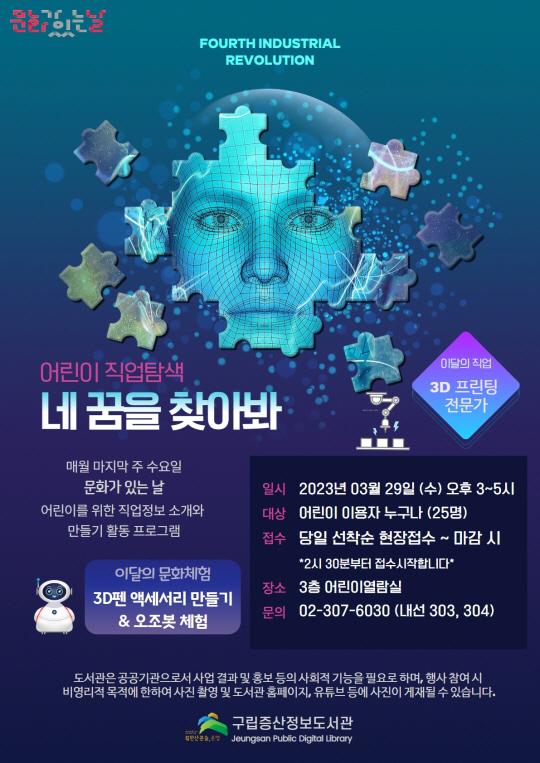 문화가있는날
FOURTH INDUSTRIAL
REVOLUTION
어린이 직업탐색
네 꿈을 찾아봐
이달의 직업
3D 프린팅
전문가
매월 마지막 주 수요일
문화가 있는 날
어린이를 위한 직업정보 소개와
만들기 활동 프로그램
이달의 문화체험
3D펜 액세서리 만들기
& 오조봇 체험
일시 2023년 03월 29일 (수) 오후 3~5시
대상 어린이 이용자 누구나 (25명)
접수 당일 선착순 현장접수 ~ 마감 시
*2시 30분부터 접수시작합니다*
장소 3층 어린이열람실
문의 02-307-6030 (내선 303, 304)
도서관은 공공기관으로서 사업 결과 및 홍보 등의 사회적 기능을 필요로 하며, 행사 참여 시
비영리적 목적에 한하여 사진 촬영 및 도서관 홈페이지, 유튜브 등에 사진이 게재될 수 있습니다.
구립증산정보도서관
Jeungsan Public Digital Library